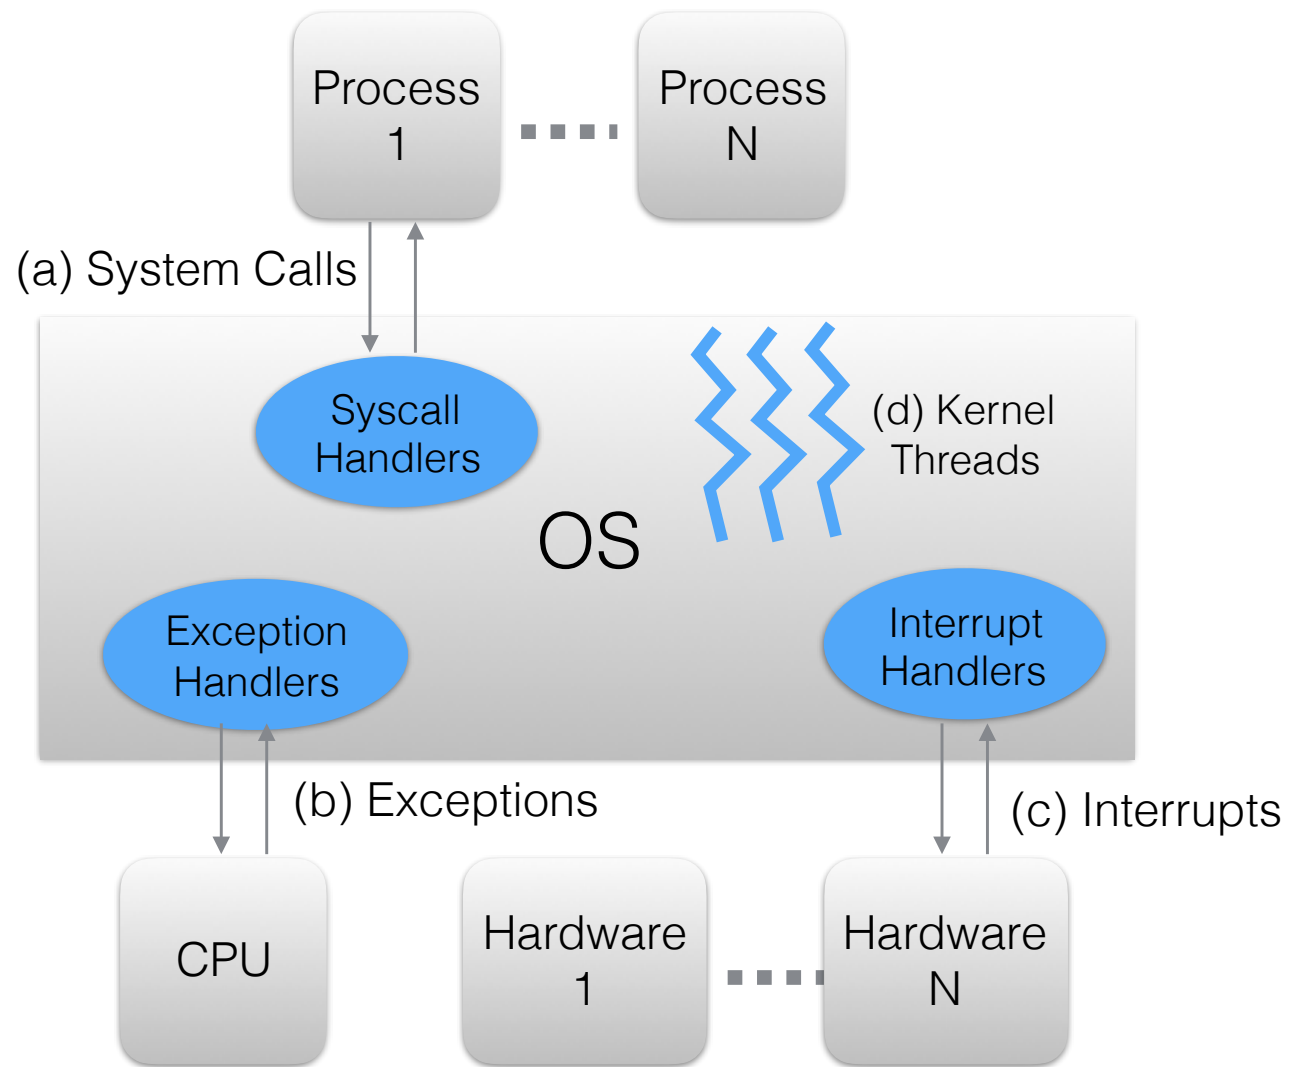 Process
1
Process
N
(a) System Calls
Syscall
Handlers
(d) Kernel
Threads
OS
Exception
Handlers
Interrupt
Handlers
(b) Exceptions
(c) Interrupts
CPU
Hardware
1
Hardware
N